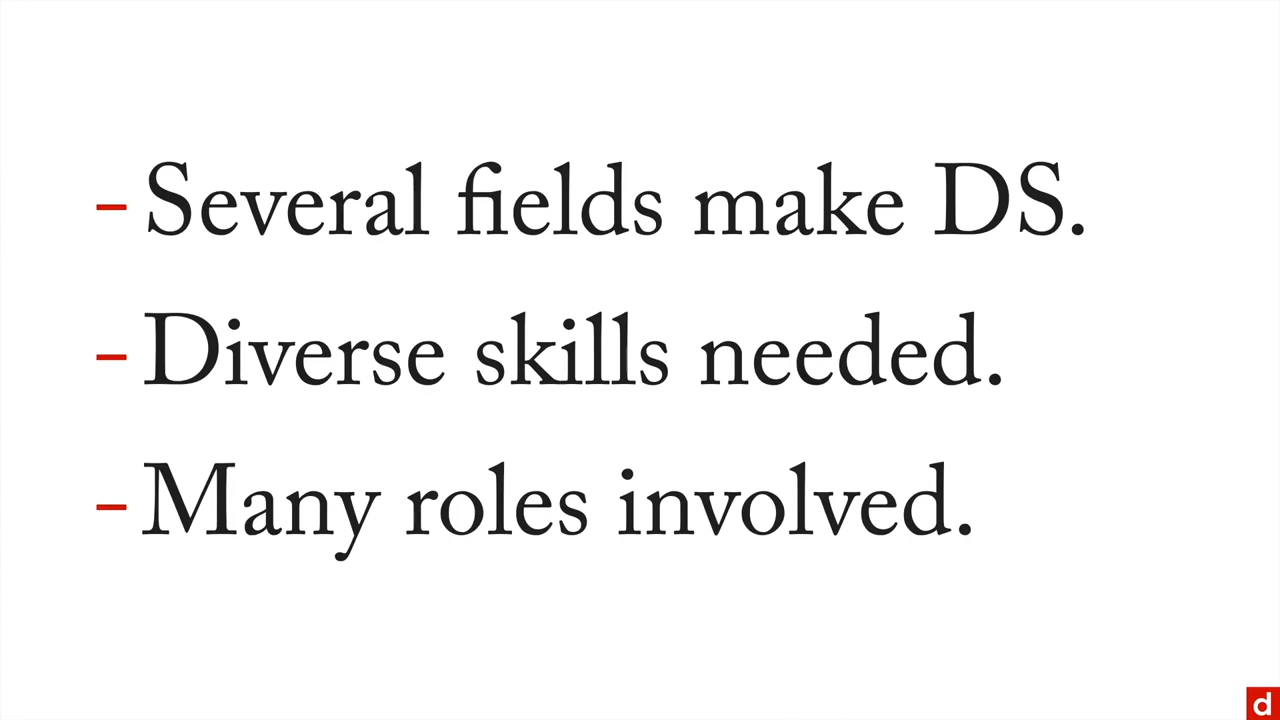 - Several fields make DS.
- Diverse skills needed.
- Many roles involved.
d